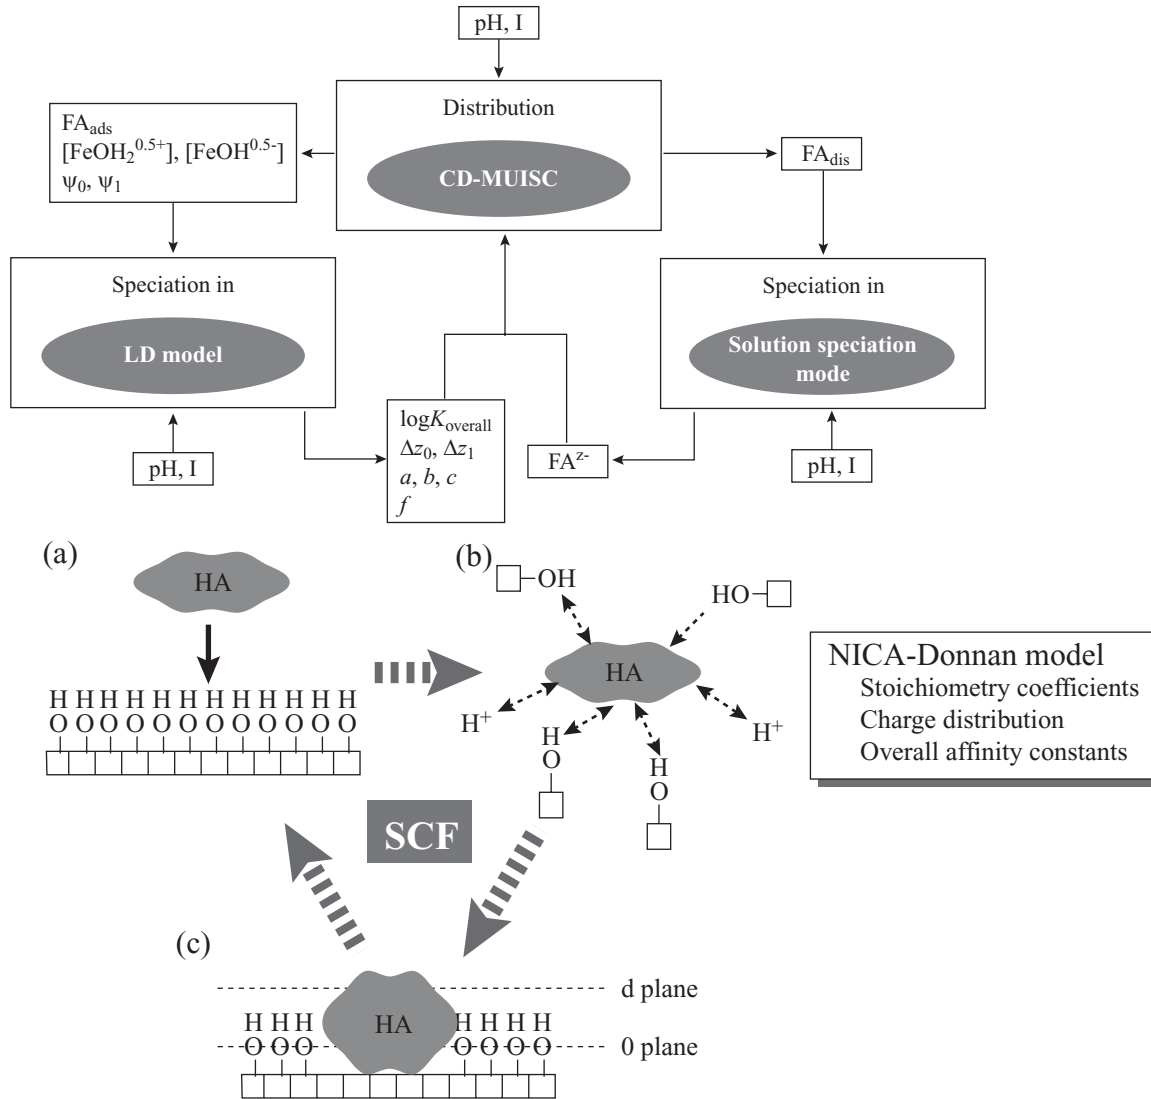 pH, I
Distribution
CD-MUISC
FA_ads
[FeOH₂^0.5+], [FeOH^0.5-]
ψ₀, ψ₁
FA_dis
Speciation in
LD model
Speciation in
Solution speciation
mode
logK_overall
Δz₀, Δz₁
a, b, c
f
FA^z-
pH, I
pH, I
(a)
HA
H H H H H H H H H H H H
O O O O O O O O O O O O
(b)
OH
HO
HA
H⁺
H⁺
H
O
H
O
NICA-Donnan model
Stoichiometry coefficients
Charge distribution
Overall affinity constants
SCF
(c)
d plane
H H H HA H H H H
O O O O O O O 0 plane